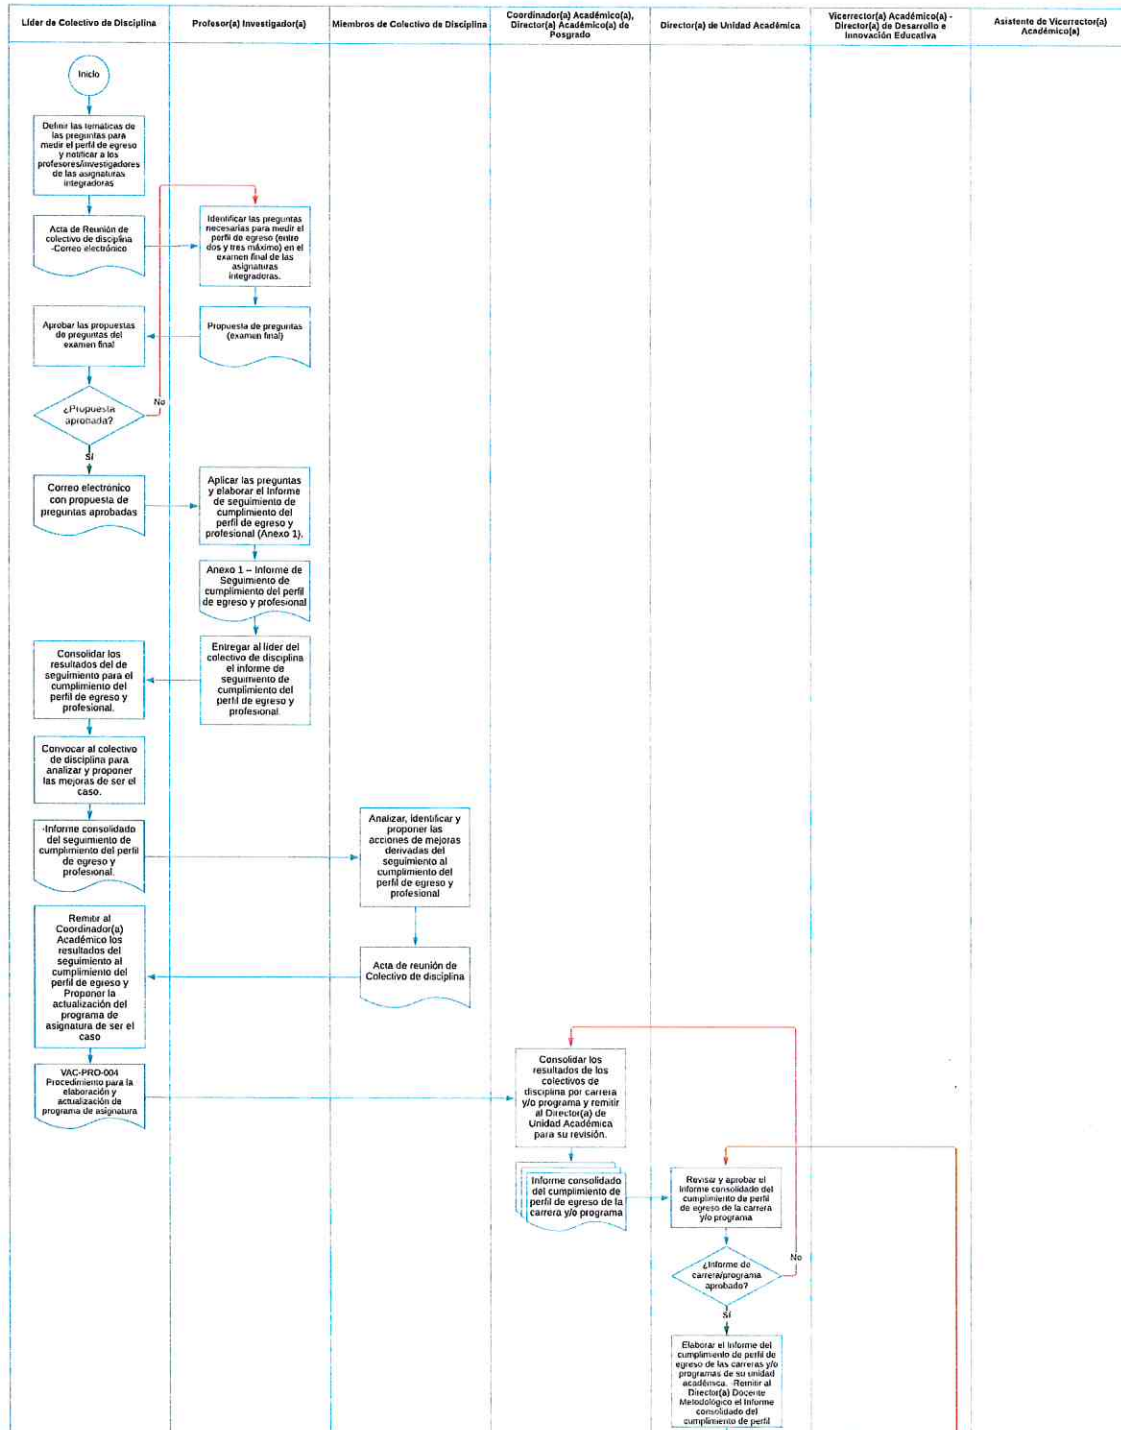 Líder de Colectivo de Disciplina
Profesor(a) Investigador(a)
Miembros de Colectivo de Disciplina
Coordinador(a) Académico(a),
Director(a) Académico(a) de
Posgrado
Director(a) de Unidad Académica
Vicerrector(a) Académico(a) -
Director(a) de Desarrollo e
Innovación Educativa
Asistente de Vicerrector(a)
Académico(a)
Inicio
Definir las temáticas de
las preguntas para
medir el perfil de egreso
y notificar a los
profesores/investigadores
de las asignaturas
integradoras
Acta de Reunión de
colectivo de disciplina
-Correo electrónico
Identificar las preguntas
necesarias para medir el
perfil de egreso (entre
dos y tres máximo) en el
examen final de las
asignaturas
integradoras.
Propuesta de preguntas
(examen final)
Aprobar las propuestas
de preguntas del
examen final
¿Propuesta
aprobada?
No
Sí
Correo electrónico
con propuesta de
preguntas aprobadas
Aplicar las preguntas
y elaborar el Informe
de seguimiento de
cumplimiento del
perfil de egreso y
profesional (Anexo 1).
Anexo 1 – Informe de
Seguimiento de
cumplimiento del perfil
de egreso y profesional
Entregar al líder del
colectivo de disciplina
el informe de
seguimiento de
cumplimiento del
perfil de egreso y
profesional.
Consolidar los
resultados del de
seguimiento para el
cumplimiento del
perfil de egreso y
profesional.
Convocar al colectivo
de disciplina para
analizar y proponer
las mejoras de ser el
caso.
-Informe consolidado
del seguimiento de
cumplimiento del perfil
de egreso y
profesional.
Analizar, identificar y
proponer las
acciones de mejoras
derivadas del
seguimiento al
cumplimiento del
perfil de egreso y
profesional
Acta de reunión de
Colectivo de disciplina
Remitir al
Coordinador(a)
Académico los
resultados del
seguimiento al
cumplimiento del
perfil de egreso y
Proponer la
actualización del
programa de
asignatura de ser el
caso
VAC-PRO-004
Procedimiento para la
elaboración y
actualización de
programa de asignatura
Consolidar los
resultados de los
colectivos de
disciplina por carrera
y/o programa y remitir
al Director(a) de
Unidad Académica
para su revisión.
Informe consolidado
del cumplimiento de
perfil de egreso de la
carrera y/o programa
Revisar y aprobar el
Informe consolidado del
cumplimiento de perfil
de egreso de la carrera
y/o programa
¿Informe de
carrera/programa
aprobado?
No
Sí
Elaborar el Informe del
cumplimiento de perfil de
egreso de las carreras y/o
programas de su unidad
académica. -Remitir al
Director(a) Docente
Metodológico el Informe
consolidado del
cumplimiento de perfil